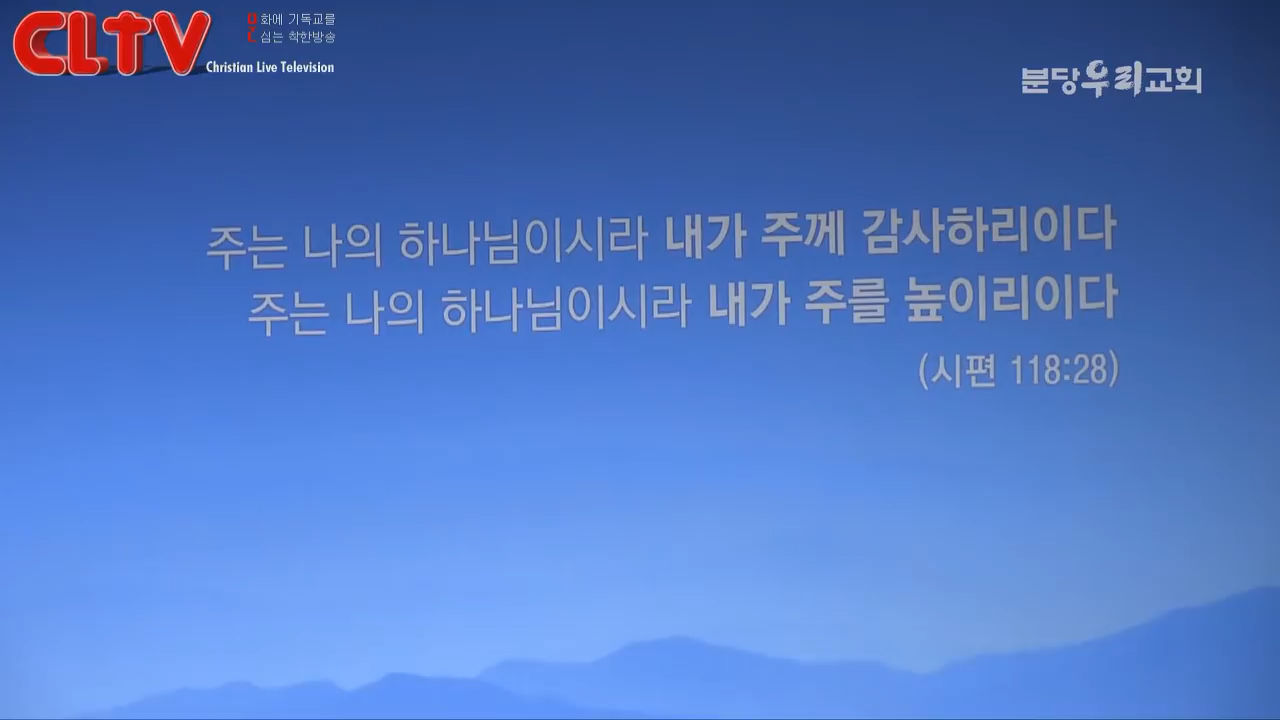 CLTV
문화에 기독교를
심는 착한방송
Christian Live Television
분당우리교회
주는 나의 하나님이시라 내가 주께 감사하리이다
주는 나의 하나님이시라 내가 주를 높이리이다
(시편 118:28)